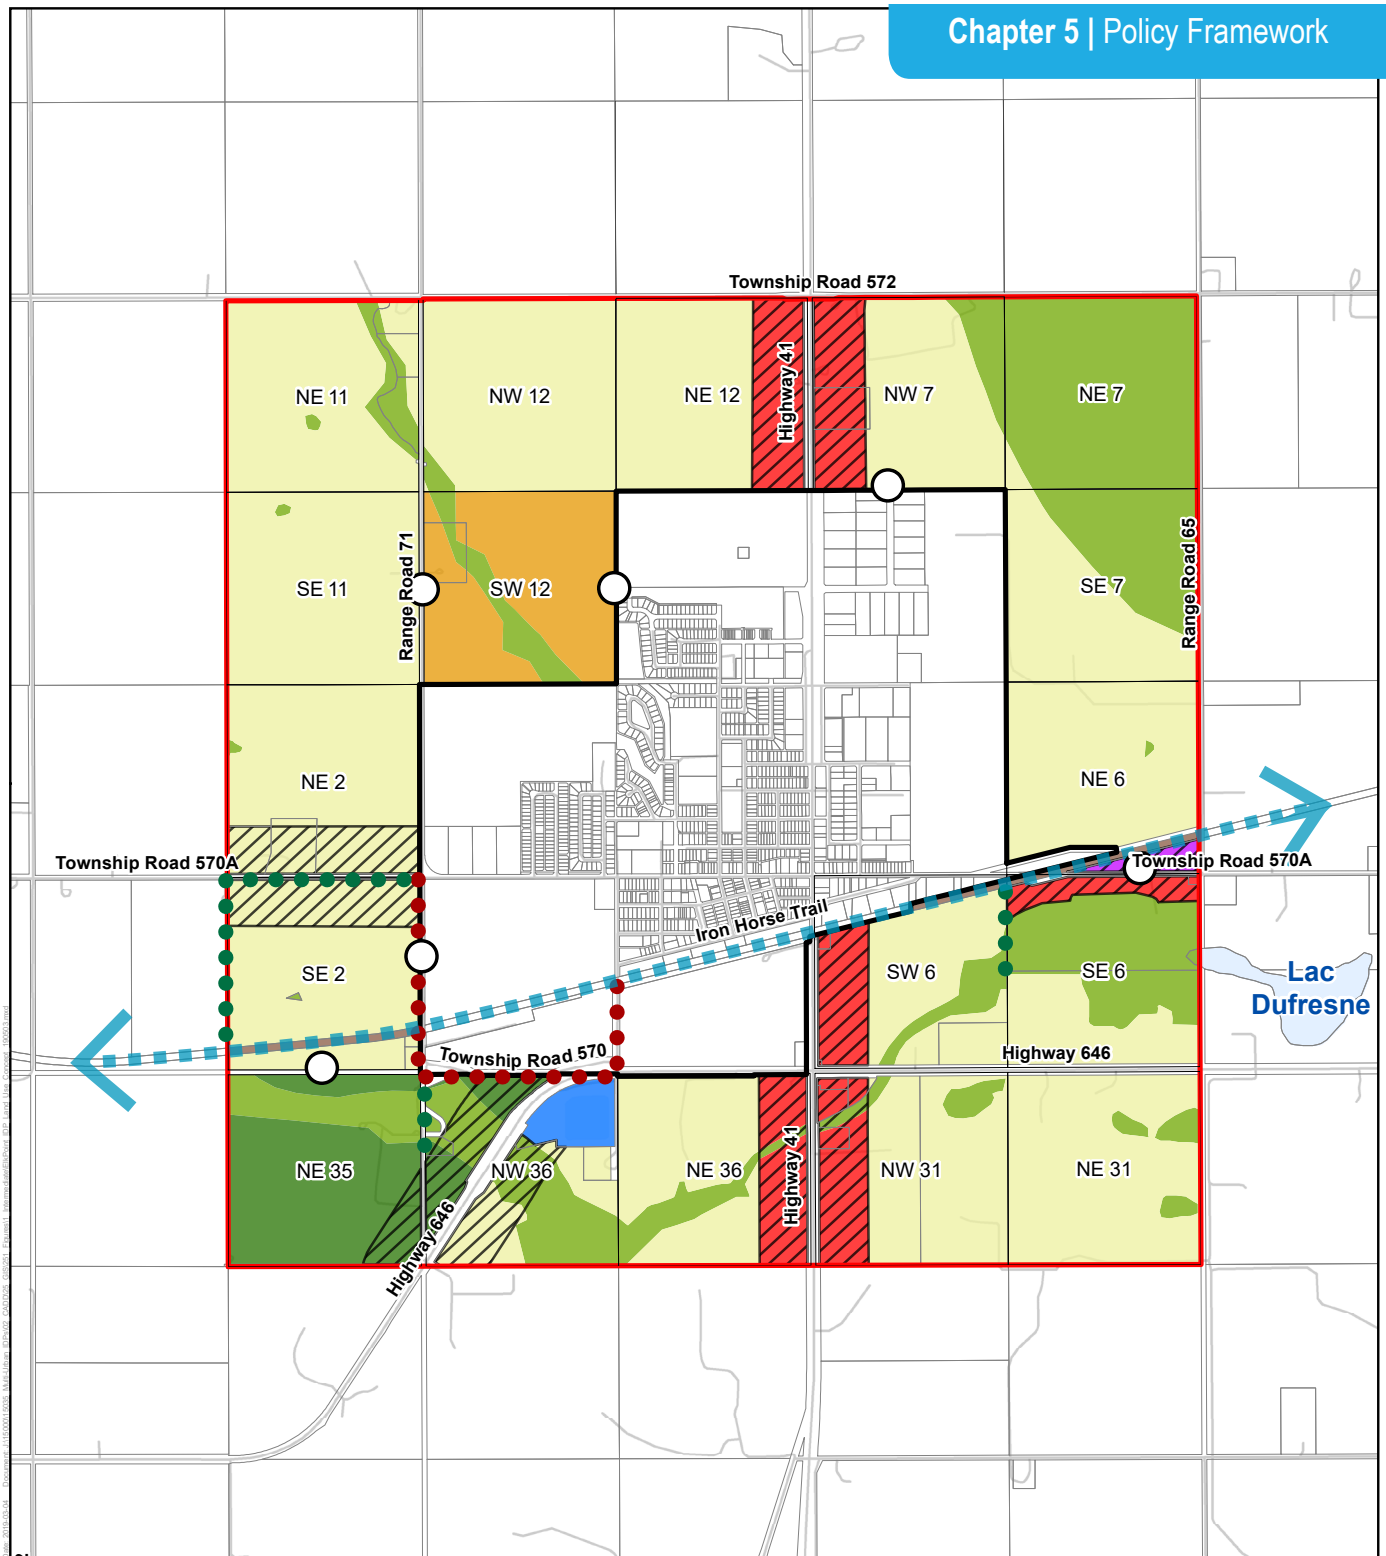 Chapter 5 | Policy Framework
Township Road 572
NE 11
NW 12
NE 12
Highway 41
NW 7
NE 7
SE 11
Range Road 71
SW 12
SE 7
Range Road 65
NE 2
NE 6
Township Road 570A
Township Road 570A
Iron Horse Trail
SE 2
SW 6
SE 6
Lac
Dufresne
Township Road 570
Highway 646
NE 35
NW 36
NE 36
Highway 41
NW 31
NE 31
Highway 646